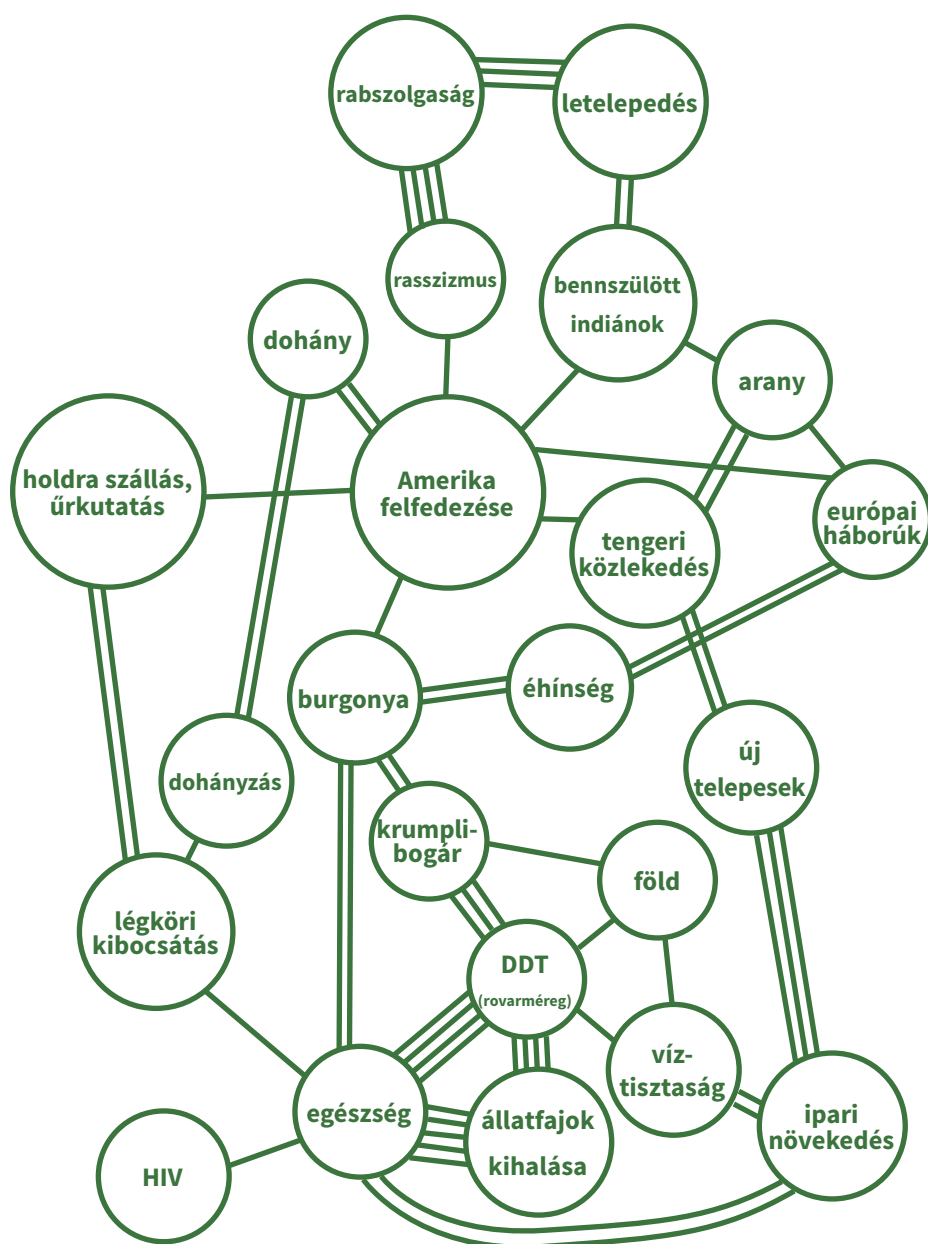 rabszolgaság
letelepedés
rasszizmus
bennszülött
indiánok
dohány
arany
holdra szállás,
űrkutatás
Amerika
felfedezése
európai
háborúk
tengeri
közlekedés
burgonya
éhínség
új
telepesek
dohányzás
krumpli-
bogár
föld
légköri
kibocsátás
DDT
(rovarméreg)
víz-
tisztaság
egészség
állatfajok
kihalása
ipari
növekedés
HIV